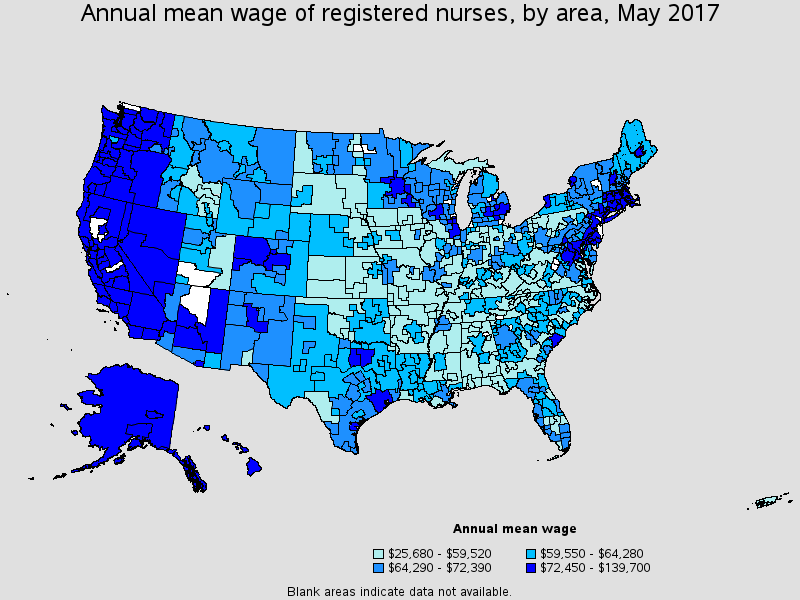 Annual mean wage of registered nurses, by area, May 2017
Annual mean wage
$25,680 - $59,520 $59,550 - $64,280
$64,290 - $72,390 $72,450 - $139,700
Blank areas indicate data not available.